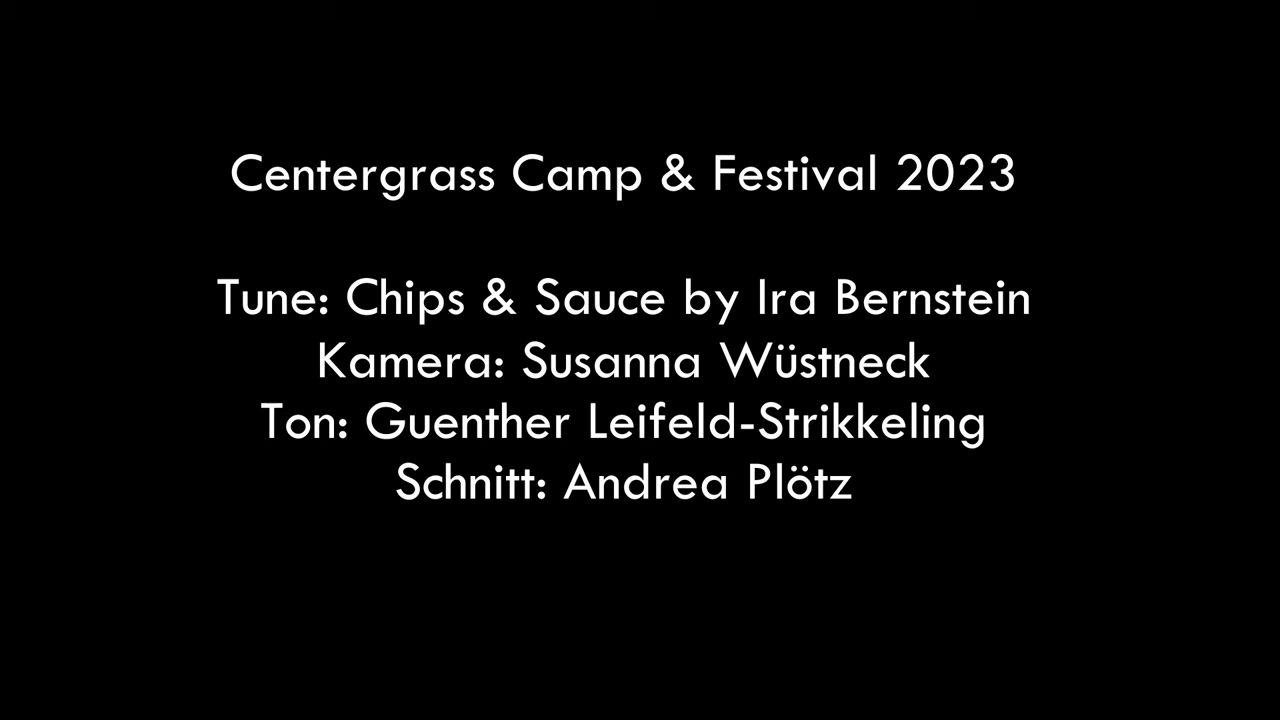 Centergrass Camp & Festival 2023
Tune: Chips & Sauce by Ira Bernstein
Kamera: Susanna Wüstneck
Ton: Guenther Leifeld-Strikkeling
Schnitt: Andrea Plötz